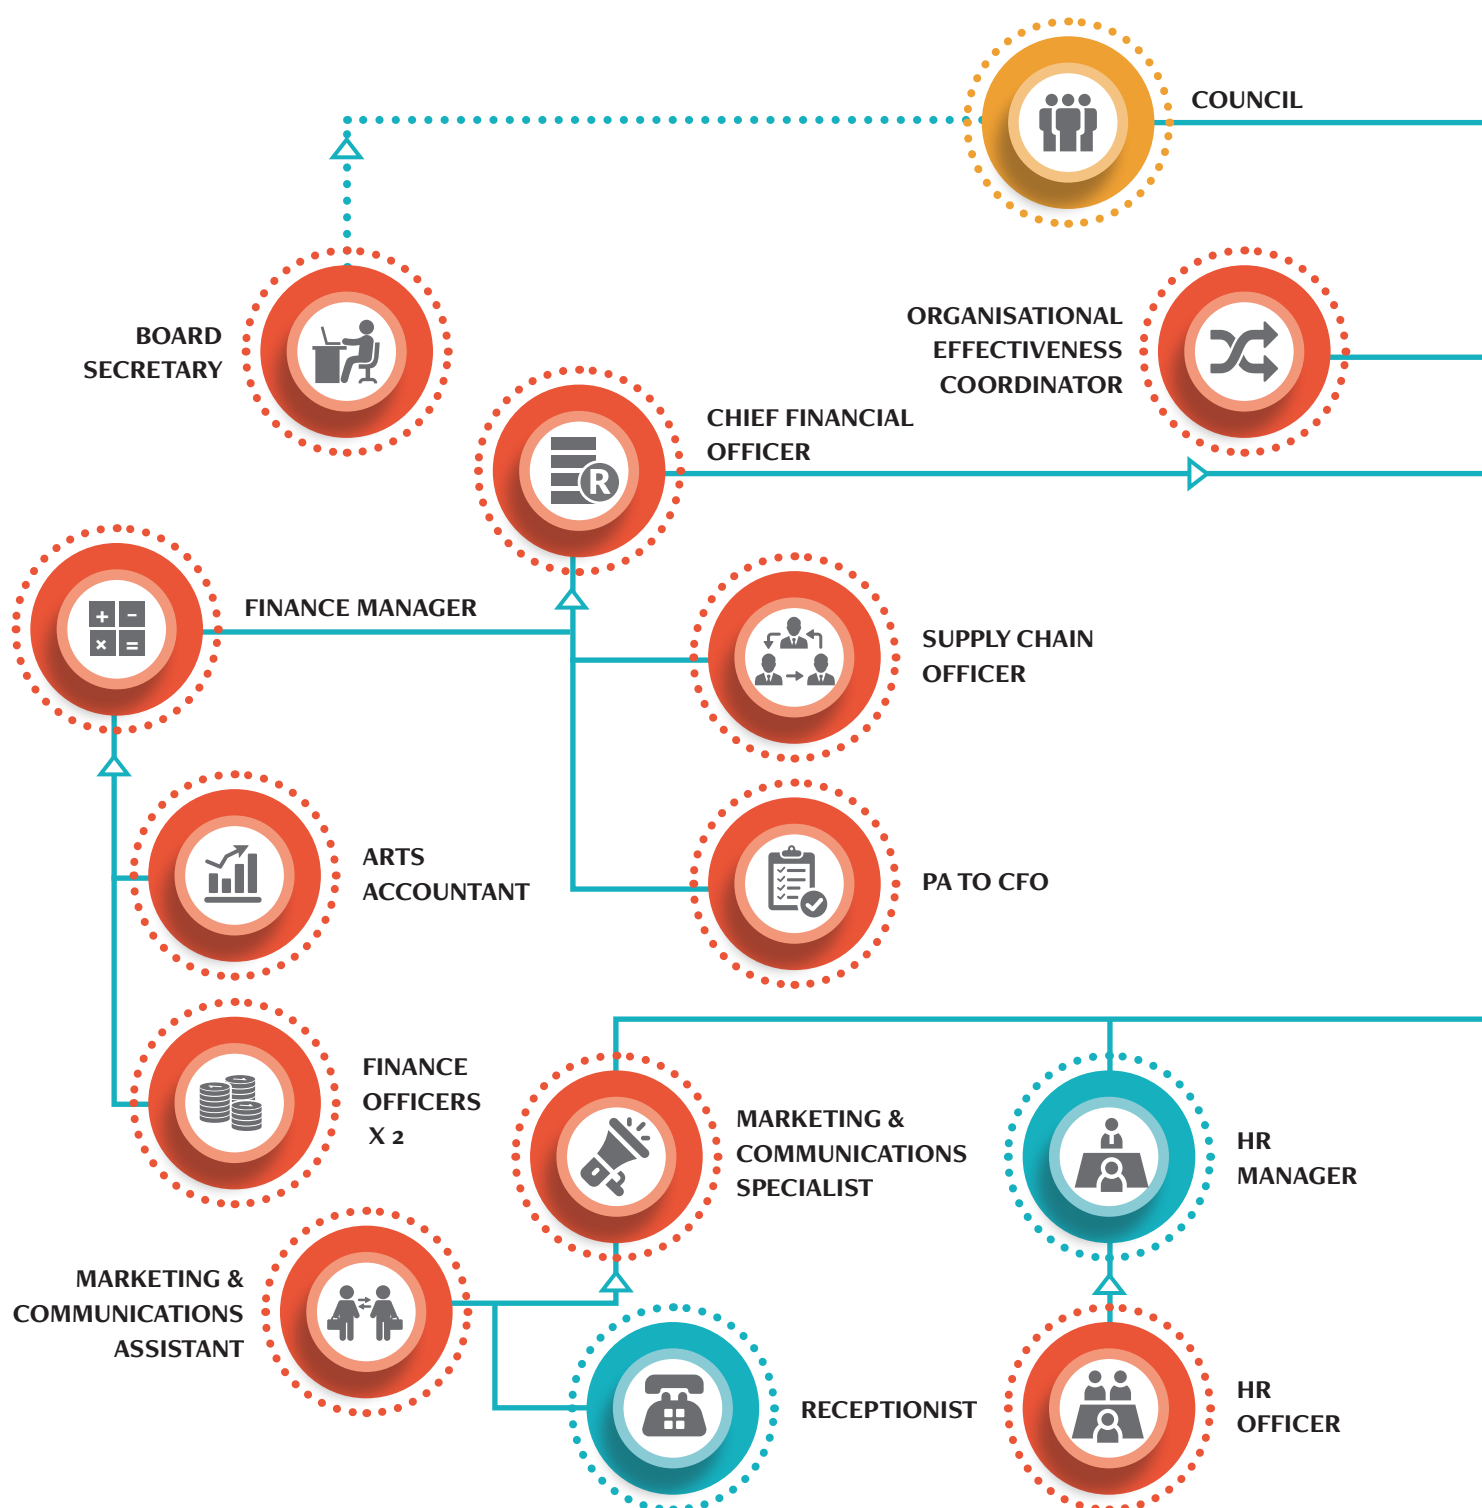 COUNCIL
BOARD
SECRETARY
ORGANISATIONAL
EFFECTIVENESS
COORDINATOR
CHIEF FINANCIAL
OFFICER
R
FINANCE MANAGER
+ -
× =
SUPPLY CHAIN
OFFICER
ARTS
ACCOUNTANT
PA TO CFO
FINANCE
OFFICERS
X 2
MARKETING &
COMMUNICATIONS
SPECIALIST
HR
MANAGER
MARKETING &
COMMUNICATIONS
ASSISTANT
RECEPTIONIST
HR
OFFICER